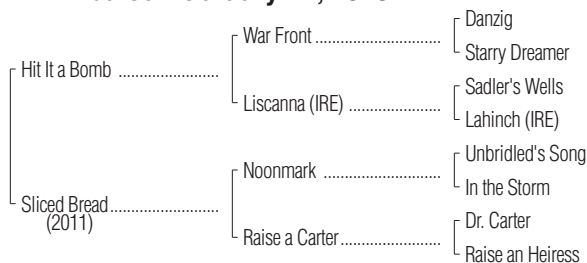 Danzig
War Front
Starry Dreamer
Hit It a Bomb
Sadler's Wells
Liscanna (IRE)
Lahinch (IRE)
Unbridled's Song
Noonmark
In the Storm
Sliced Bread
(2011)
Dr. Carter
Raise a Carter
Raise an Heiress